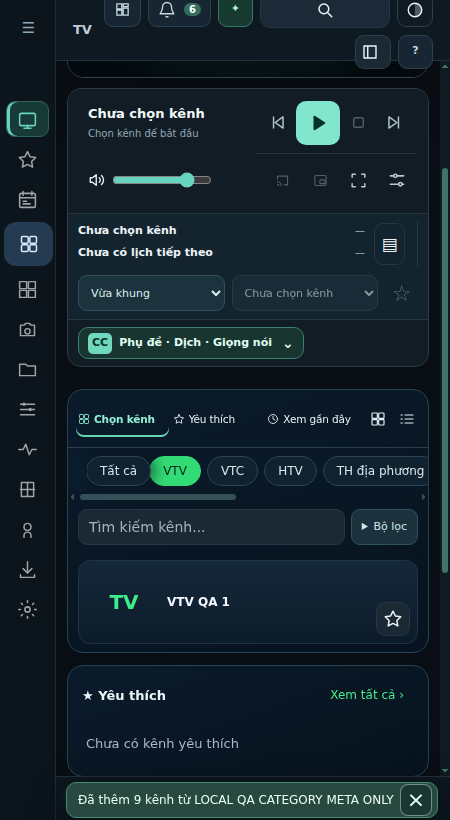 TV
6
?
Chưa chọn kênh
Chọn kênh để bắt đầu
Chưa chọn kênh —
Chưa có lịch tiếp theo —
Vừa khung
Chưa chọn kênh
CC Phụ đề · Dịch · Giọng nói
Chọn kênh Yêu thích Xem gần đây
Tất cả VTV VTC HTV TH địa phương
Tìm kiếm kênh... Bộ lọc
TV VTV QA 1
★ Yêu thích Xem tất cả ›
Chưa có kênh yêu thích
Đã thêm 9 kênh từ LOCAL QA CATEGORY META ONLY